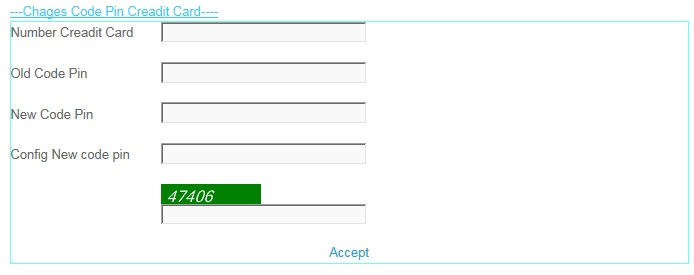 ---Chages Code Pin Creadit Card----
Number Creadit Card
Old Code Pin
New Code Pin
Config New code pin
47406
Accept